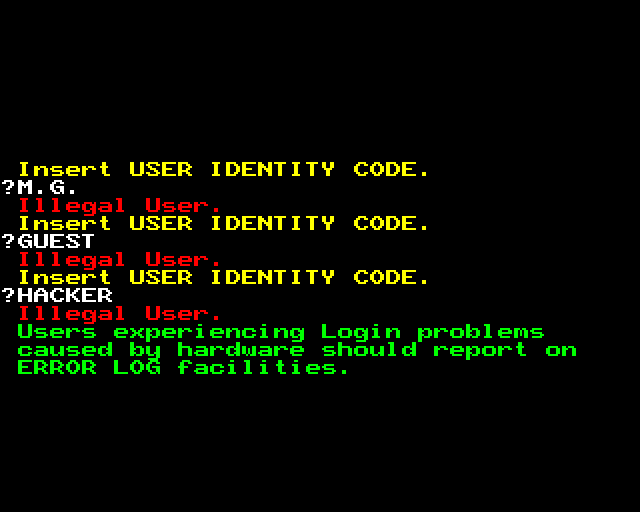 Insert USER IDENTITY CODE.
?M.G.
Illegal User.
Insert USER IDENTITY CODE.
?GUEST
Illegal User.
Insert USER IDENTITY CODE.
?HACKER
Illegal User.
Users experiencing Login problems
caused by hardware should report on
ERROR LOG facilities.